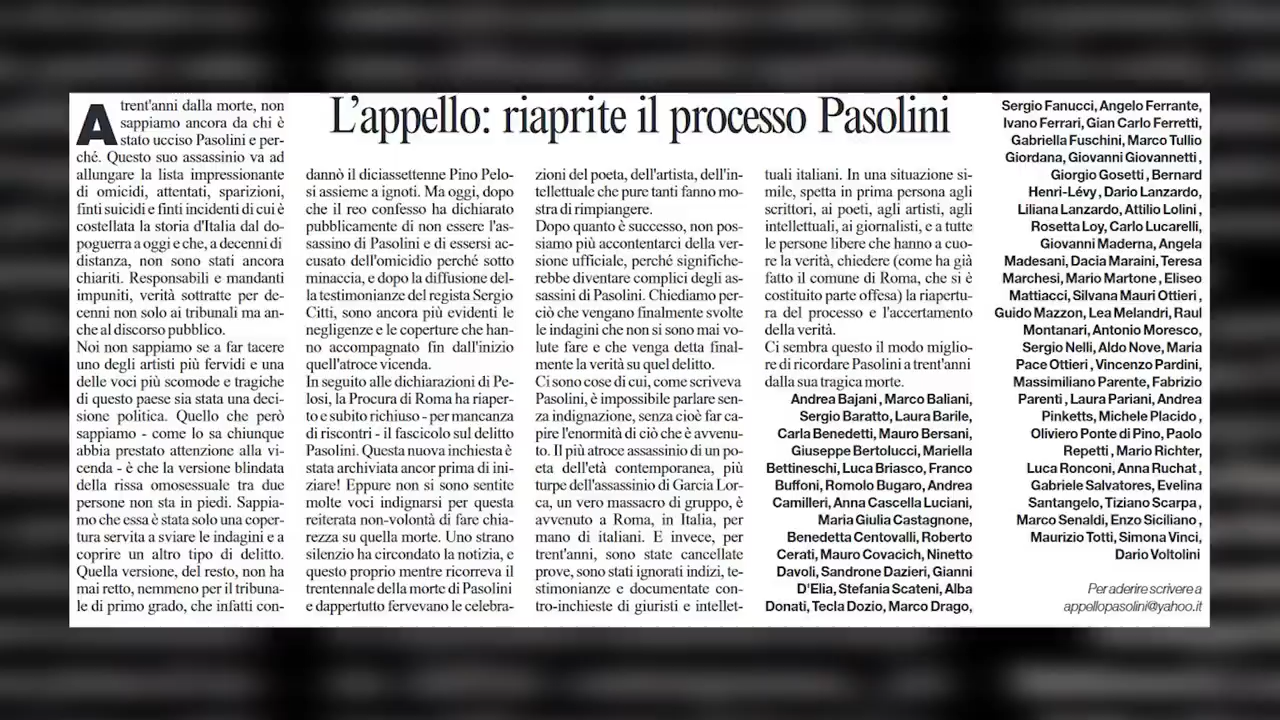 L'appello: riaprite il processo Pasolini
A trent'anni dalla morte, non
sappiamo ancora da chi è
stato ucciso Pasolini e per-
ché. Questo suo assassinio va ad
allungare la lista impressionante
di omicidi, attentati, sparizioni,
finti suicidi e finti incidenti di cui è
costellata la storia d'Italia dal do-
poguerra a oggi e che, a decenni di
distanza, non sono stati ancora
chiariti. Responsabili e mandanti
impuniti, verità sottratte per de-
cenni non solo ai tribunali ma an-
che al discorso pubblico.
Noi non sappiamo se a far tacere
uno degli artisti più fervidi e una
delle voci più scomode e tragiche
di questo paese sia stata una deci-
sione politica. Quello che però
sappiamo - come lo sa chiunque
abbia prestato attenzione alla vi-
cenda - è che la versione blindata
della rissa omosessuale tra due
persone non sta in piedi. Sappia-
mo che essa è stata solo una coper-
tura servita a sviare le indagini e a
coprire un altro tipo di delitto.
Quella versione, del resto, non ha
mai retto, nemmeno per il tribuna-
le di primo grado, che infatti con-
dannò il diciassettenne Pino Pelo-
si assieme a ignoti. Ma oggi, dopo
che il reo confesso ha dichiarato
pubblicamente di non essere l'as-
sassino di Pasolini e di essersi ac-
cusato dell'omicidio perché sotto
minaccia, e dopo la diffusione del-
la testimonianze del regista Sergio
Citti, sono ancora più evidenti le
negligenze e le coperture che han-
no accompagnato fin dall'inizio
quell'atroce vicenda.
In seguito alle dichiarazioni di Pe-
losi, la Procura di Roma ha riaper-
to e subito richiuso - per mancanza
di riscontri - il fascicolo sul delitto
Pasolini. Questa nuova inchiesta è
stata archiviata ancor prima di ini-
ziare! Eppure non si sono sentite
molte voci indignarsi per questa
reiterata non-volontà di fare chia-
rezza su quella morte. Uno strano
silenzio ha circondato la notizia, e
questo proprio mentre ricorreva il
trentennale della morte di Pasolini
e dappertutto fervevano le celebra-
zioni del poeta, dell'artista, dell'in-
tellettuale che pure tanti fanno mo-
stra di rimpiangere.
Dopo quanto è successo, non pos-
siamo più accontentarci della ver-
sione ufficiale, perché significhe-
rebbe diventare complici degli as-
sassini di Pasolini. Chiediamo per-
ciò che vengano finalmente svolte
le indagini che non si sono mai vo-
lute fare e che venga detta final-
mente la verità su quel delitto.
Ci sono cose di cui, come scriveva
Pasolini, è impossibile parlare sen-
za indignazione, senza cioè far ca-
pire l'enormità di ciò che è avvenu-
to. Il più atroce assassinio di un po-
eta dell'età contemporanea, più
turpe dell'assassinio di Garcia Lor-
ca, un vero massacro di gruppo, è
avvenuto a Roma, in Italia, per
mano di italiani. E invece, per
trent'anni, sono state cancellate
prove, sono stati ignorati indizi, te-
stimonianze e documentate con-
tro-inchieste di giuristi e intellet-
tuali italiani. In una situazione si-
mile, spetta in prima persona agli
scrittori, ai poeti, agli artisti, agli
intellettuali, ai giornalisti, e a tutte
le persone libere che hanno a cuo-
re la verità, chiedere (come ha già
fatto il comune di Roma, che si è
costituito parte offesa) la riapertu-
ra del processo e l'accertamento
della verità.
Ci sembra questo il modo miglio-
re di ricordare Pasolini a trent'anni
dalla sua tragica morte.
Andrea Bajani, Marco Baliani,
Sergio Baratto, Laura Barile,
Carla Benedetti, Mauro Bersani,
Giuseppe Bertolucci, Mariella
Bettineschi, Luca Briasco, Franco
Buffoni, Romolo Bugaro, Andrea
Camilleri, Anna Cascella Luciani,
Maria Giulia Castagnone,
Benedetta Centovalli, Roberto
Cerati, Mauro Covacich, Ninetto
Davoli, Sandrone Dazieri, Gianni
D'Elia, Stefania Scateni, Alba
Donati, Tecla Dozio, Marco Drago,
Sergio Fanucci, Angelo Ferrante,
Ivano Ferrari, Gian Carlo Ferretti,
Gabriella Fuschini, Marco Tullio
Giordana, Giovanni Giovannetti ,
Giorgio Gosetti , Bernard
Henri-Lévy , Dario Lanzardo,
Liliana Lanzardo, Attilio Lolini ,
Rosetta Loy, Carlo Lucarelli,
Giovanni Maderna, Angela
Madesani, Dacia Maraini, Teresa
Marchesi, Mario Martone , Eliseo
Mattiacci, Silvana Mauri Ottieri ,
Guido Mazzon, Lea Melandri, Raul
Montanari, Antonio Moresco,
Sergio Nelli, Aldo Nove, Maria
Pace Ottieri , Vincenzo Pardini,
Massimiliano Parente, Fabrizio
Parenti , Laura Pariani, Andrea
Pinketts, Michele Placido ,
Oliviero Ponte di Pino, Paolo
Repetti , Mario Richter,
Luca Ronconi, Anna Ruchat ,
Gabriele Salvatores, Evelina
Santangelo, Tiziano Scarpa ,
Marco Senaldi, Enzo Siciliano ,
Maurizio Totti, Simona Vinci,
Dario Voltolini
Per aderire scrivere a
appellopasolini@yahoo.it